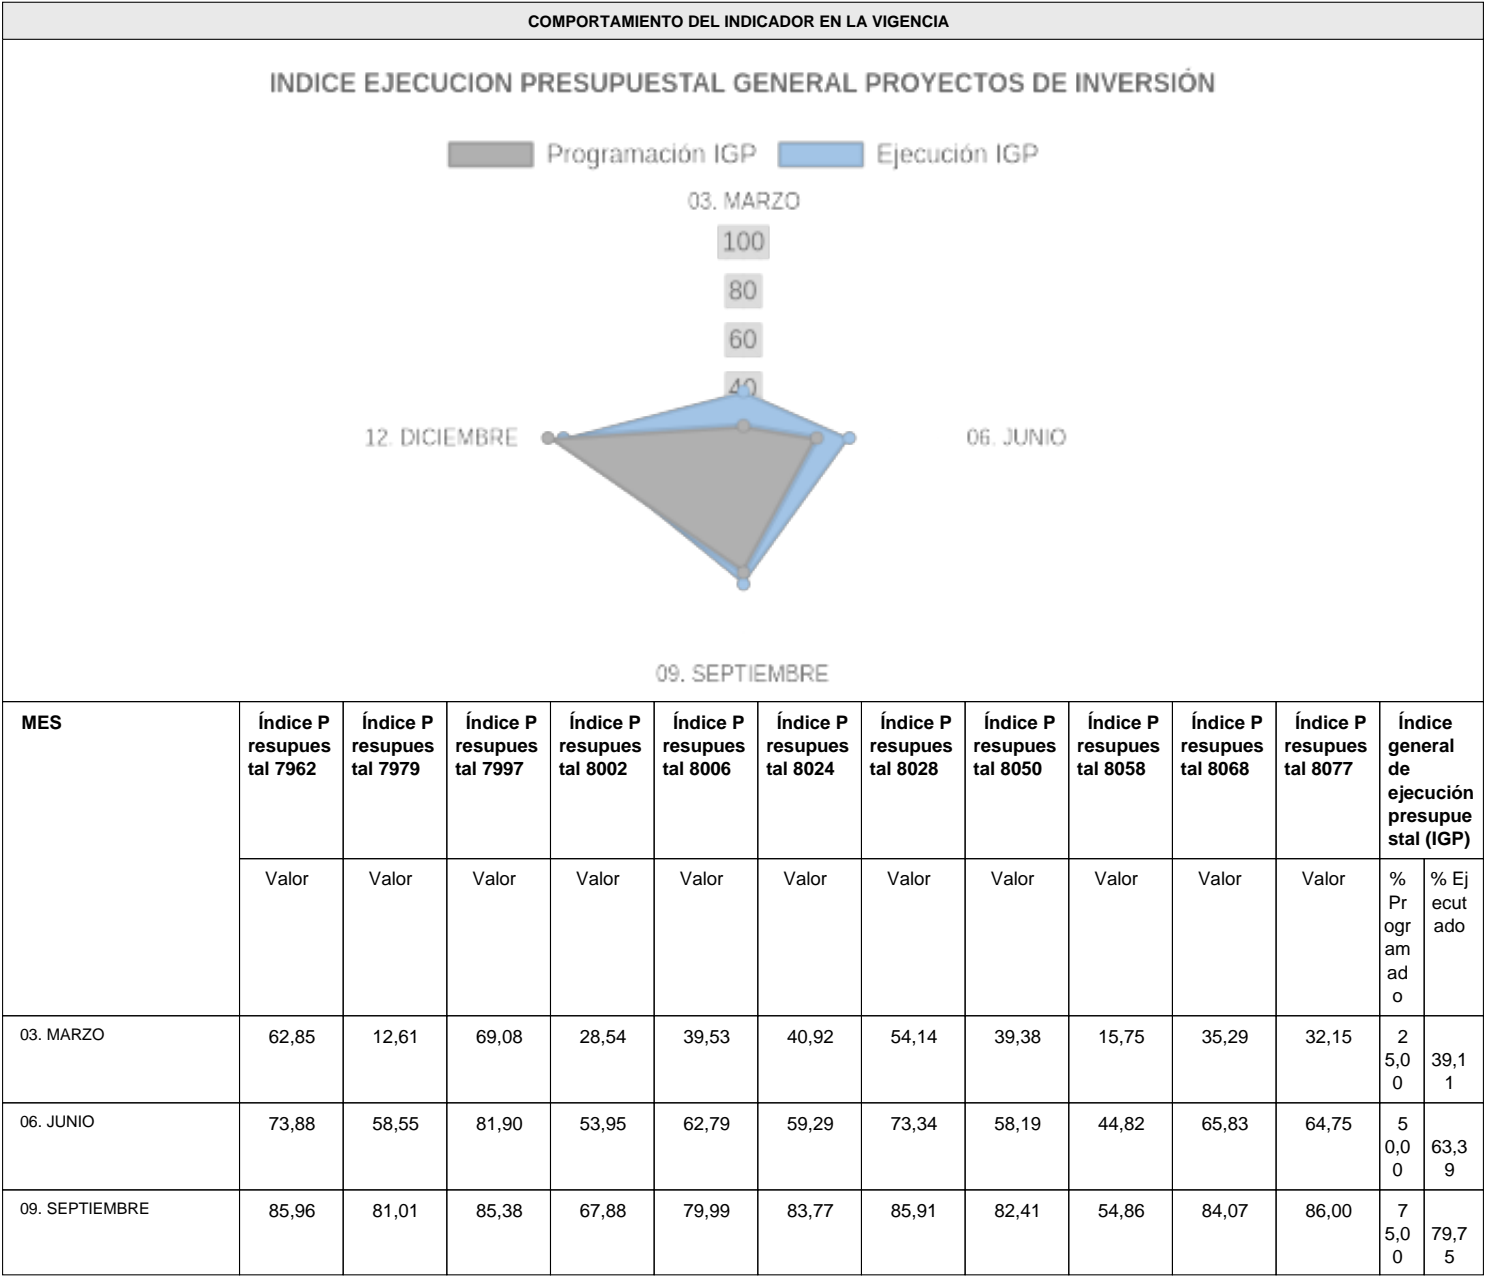 COMPORTAMIENTO DEL INDICADOR EN LA VIGENCIA
INDICE EJECUCION PRESUPUESTAL GENERAL PROYECTOS DE INVERSIÓN
Programación IGP Ejecución IGP
03. MARZO
100
80
60
40
12. DICIEMBRE 06. JUNIO
09. SEPTIEMBRE
MES Índice P Índice P Índice P Índice P Índice P Índice P Índice P Índice P Índice P Índice P Índice P Índice
resupues resupues resupues resupues resupues resupues resupues resupues resupues resupues resupues general
tal 7962 tal 7979 tal 7997 tal 8002 tal 8006 tal 8024 tal 8028 tal 8050 tal 8058 tal 8068 tal 8077 de
ejecución
presupue
stal (IGP)
Valor Valor Valor Valor Valor Valor Valor Valor Valor Valor Valor % % Ej
Pr ecut
ogr ado
am
ad
o
03. MARZO 62,85 12,61 69,08 28,54 39,53 40,92 54,14 39,38 15,75 35,29 32,15 2
5,0 39,1
0 1
06. JUNIO 73,88 58,55 81,90 53,95 62,79 59,29 73,34 58,19 44,82 65,83 64,75 5
0,0 63,3
0 9
09. SEPTIEMBRE 85,96 81,01 85,38 67,88 79,99 83,77 85,91 82,41 54,86 84,07 86,00 7
5,0 79,7
0 5